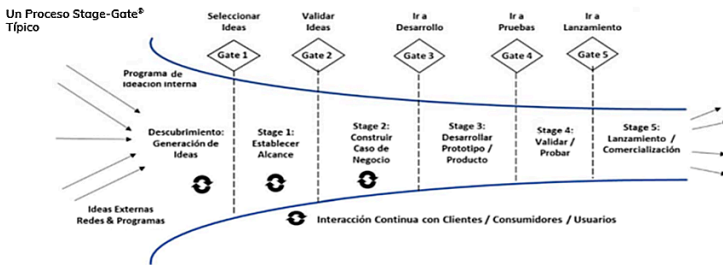 Un Proceso Stage-Gate®
Típico
Seleccionar
Ideas
Validar
Ideas
Ir a
Desarrollo
Ir a
Pruebas
Ir a
Lanzamiento
Gate 1
Gate 2
Gate 3
Gate 4
Gate 5
Programa de
Ideación Interna
Descubrimiento:
Generación de
Ideas
Stage 1:
Establecer
Alcance
Stage 2:
Construir
Caso de
Negocio
Stage 3:
Desarrollar
Prototipo /
Producto
Stage 4:
Validar /
Probar
Stage 5:
Lanzamiento /
Comercialización
Ideas Externas
Redes & Programas
Interacción Continua con Clientes / Consumidores / Usuarios